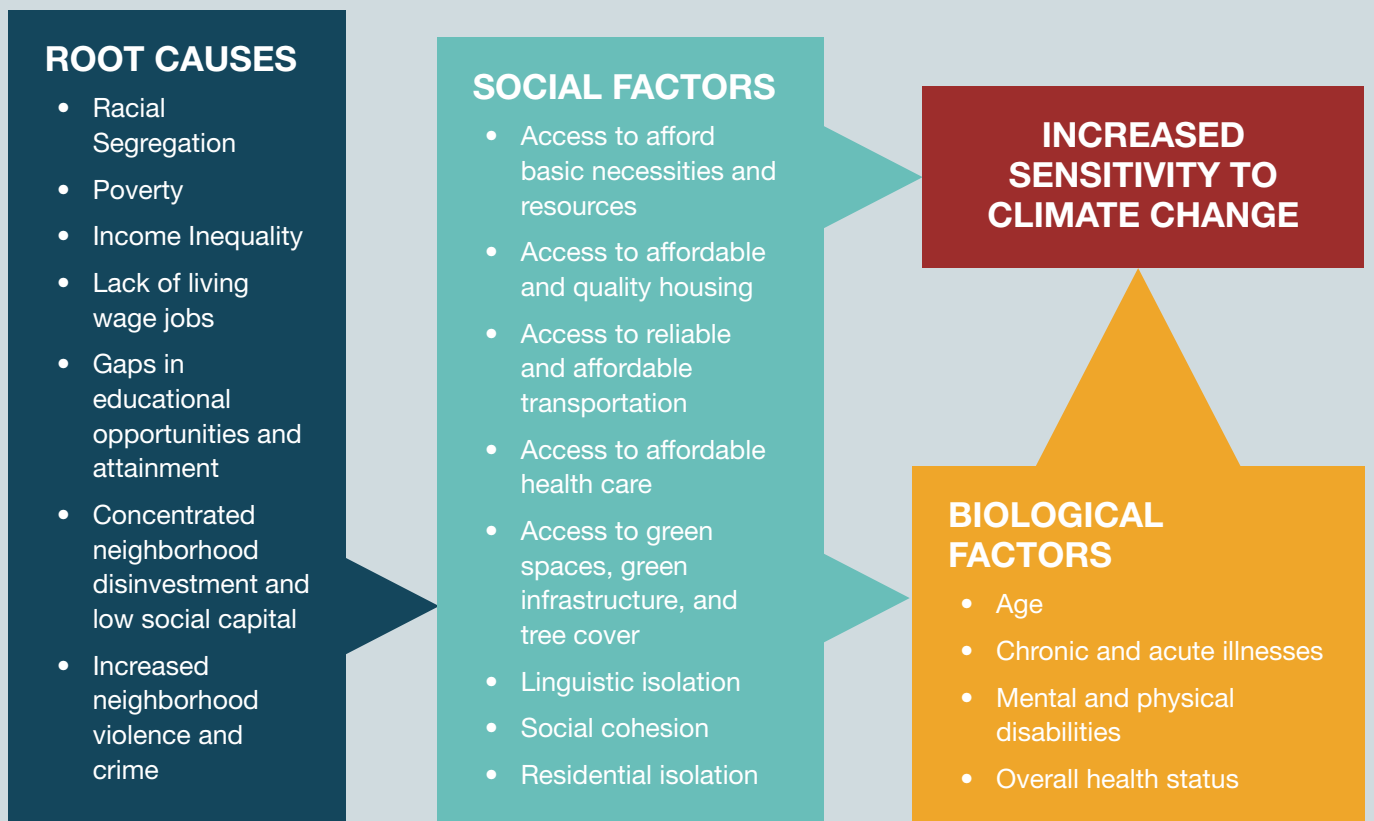 ROOT CAUSES
• Racial
Segregation
• Poverty
• Income Inequality
• Lack of living
wage jobs
• Gaps in
educational
opportunities and
attainment
• Concentrated
neighborhood
disinvestment and
low social capital
• Increased
neighborhood
violence and
crime
SOCIAL FACTORS
• Access to afford
basic necessities and
resources
• Access to affordable
and quality housing
• Access to reliable
and affordable
transportation
• Access to affordable
health care
• Access to green
spaces, green
infrastructure, and
tree cover
• Linguistic isolation
• Social cohesion
• Residential isolation
INCREASED
SENSITIVITY TO
CLIMATE CHANGE
BIOLOGICAL
FACTORS
• Age
• Chronic and acute illnesses
• Mental and physical
disabilities
• Overall health status